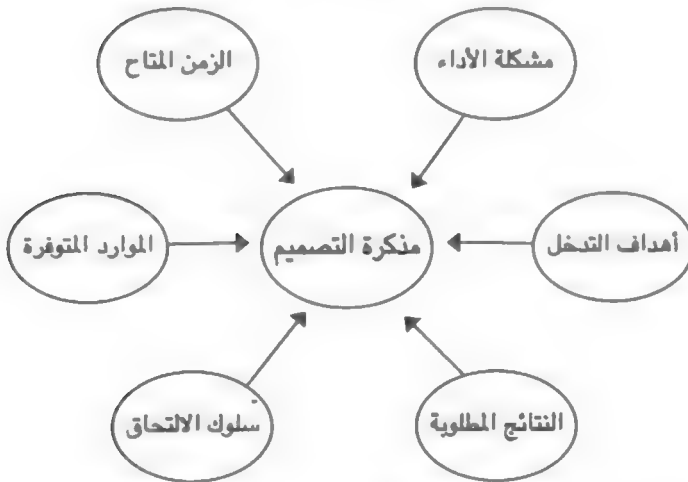 مشكلة الأداء
الزمن المتاح
أهداف التدخل
مذكرة التصميم
الموارد المتوفرة
النتائج المطلوبة
سلوك الالتحاق